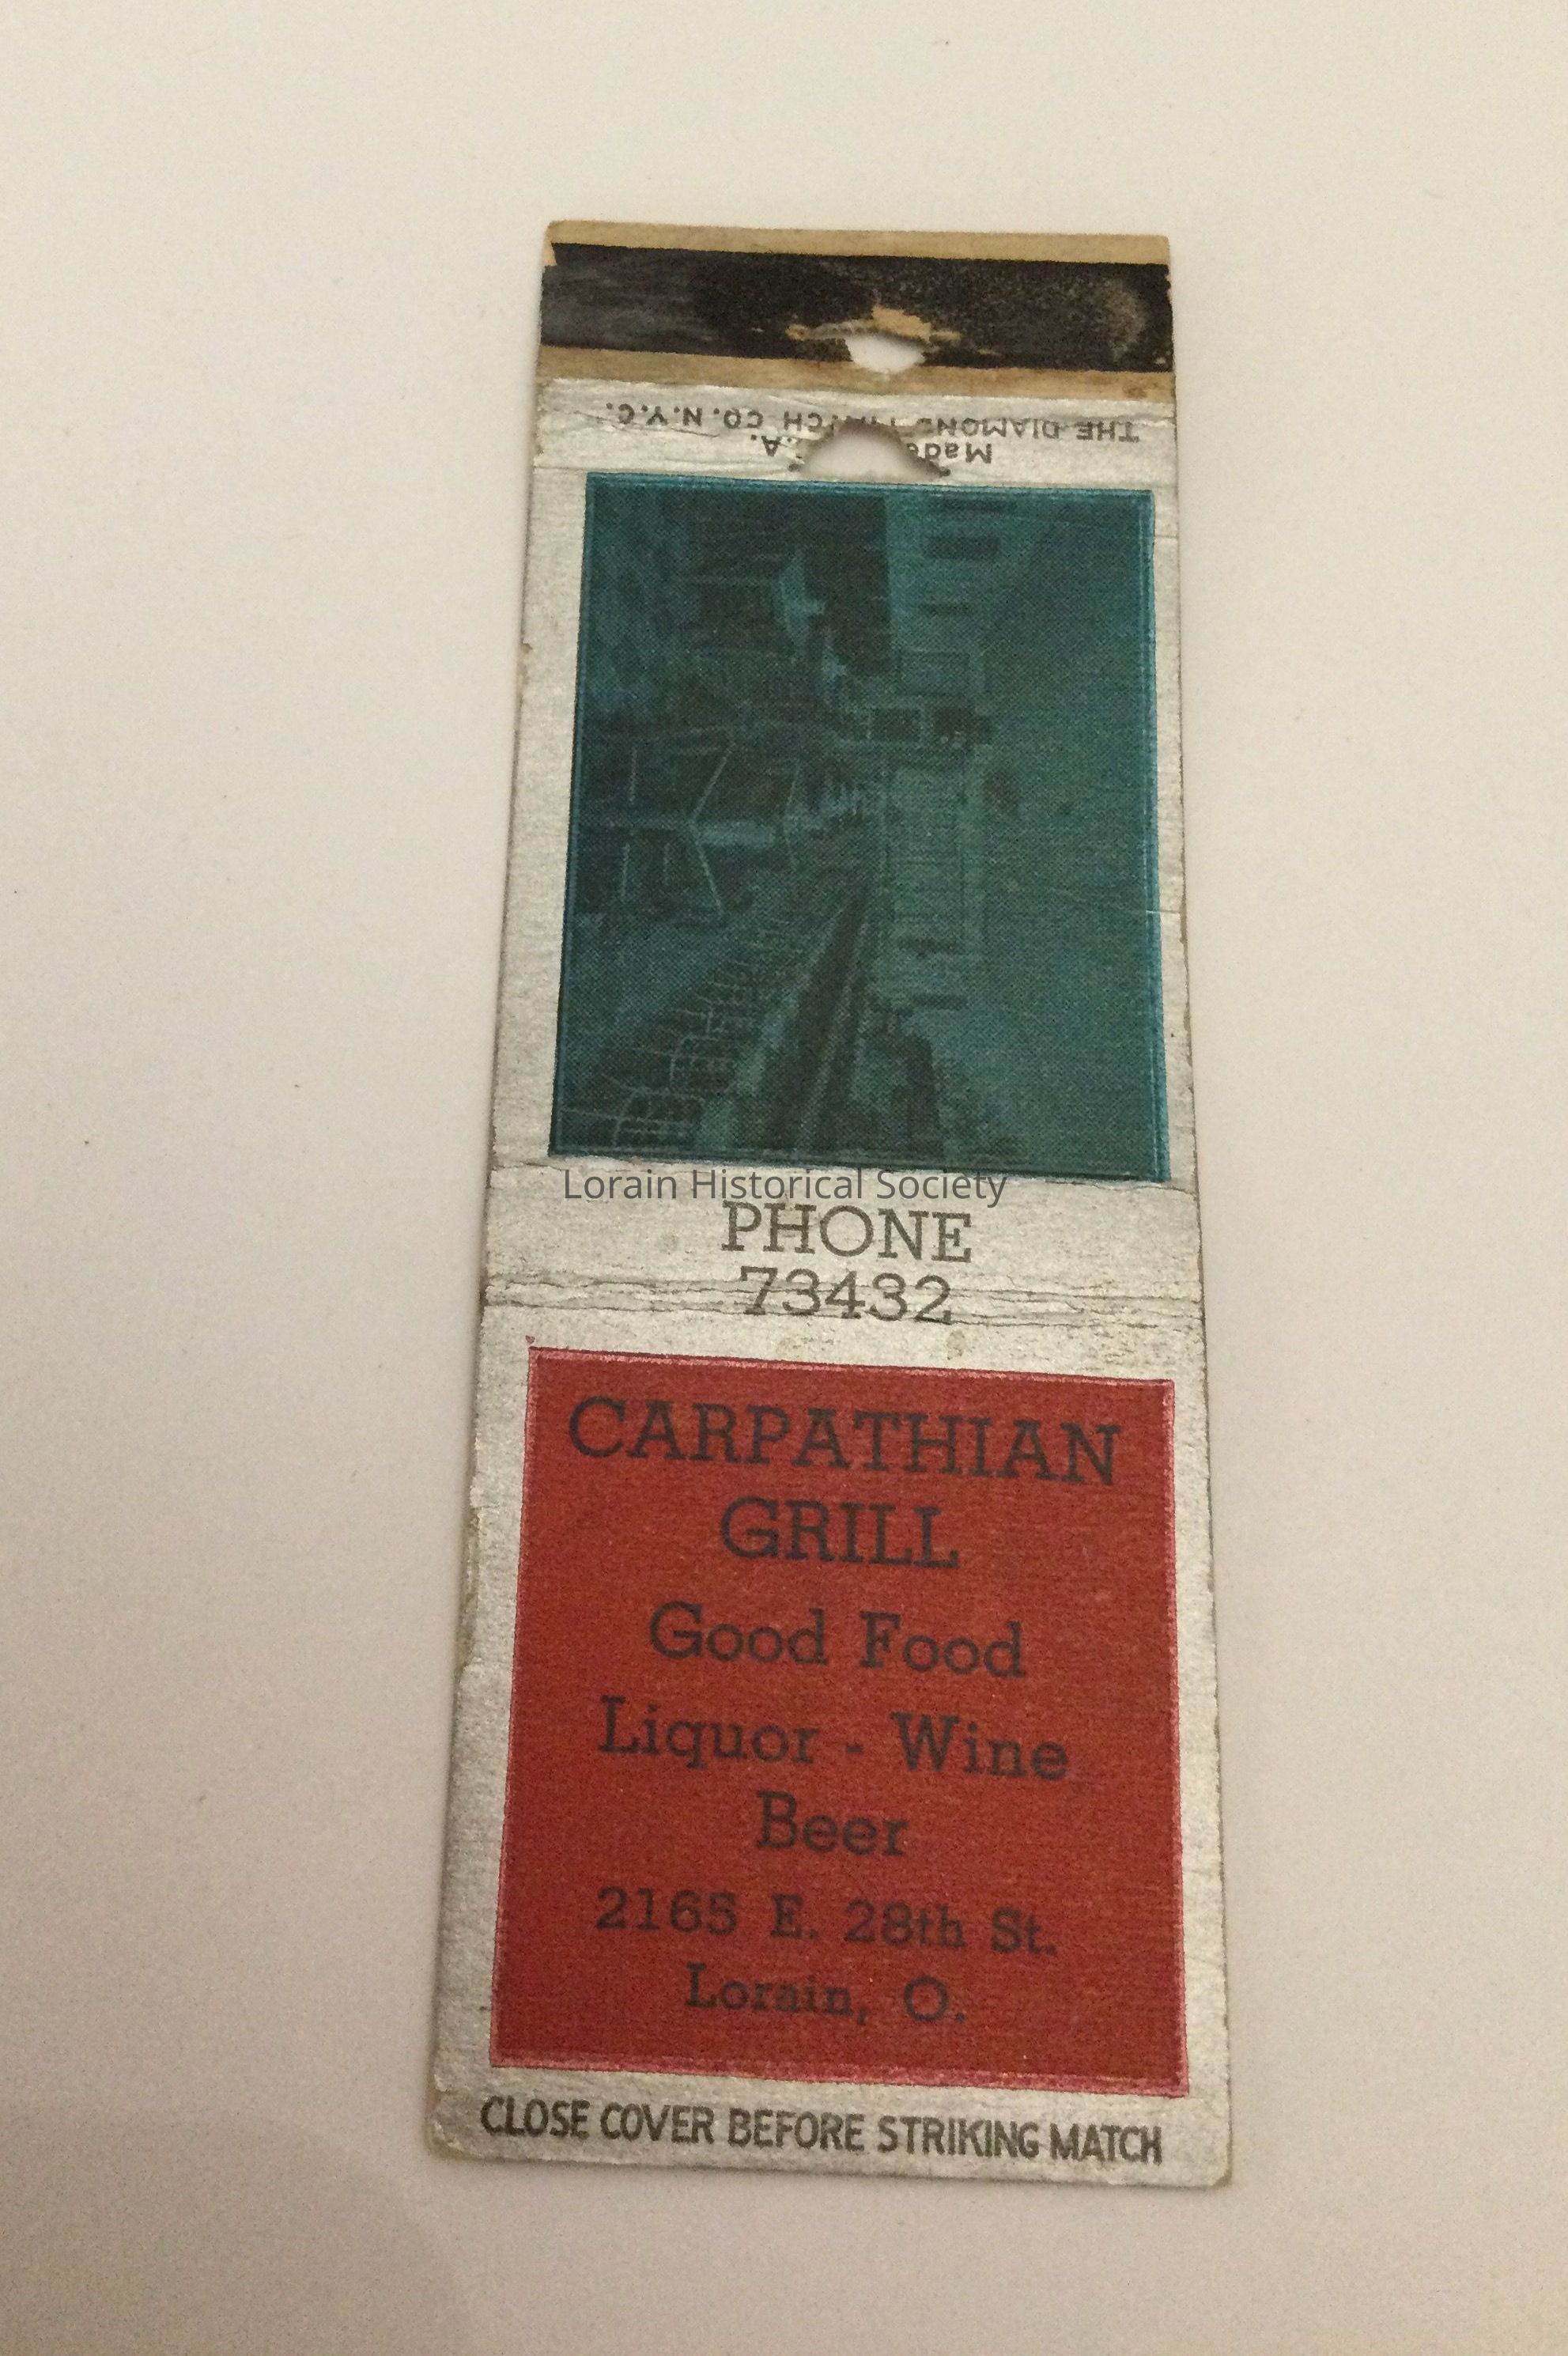 THE DIAMOND MATCH CO. N.Y.C.
Made .A.
Lorain Historical Society
PHONE
73432
CARPATHIAN
GRILL
Good Food
Liquor - Wine
Beer
2165 E. 28th St.
Lorain, O.
CLOSE COVER BEFORE STRIKING MATCH